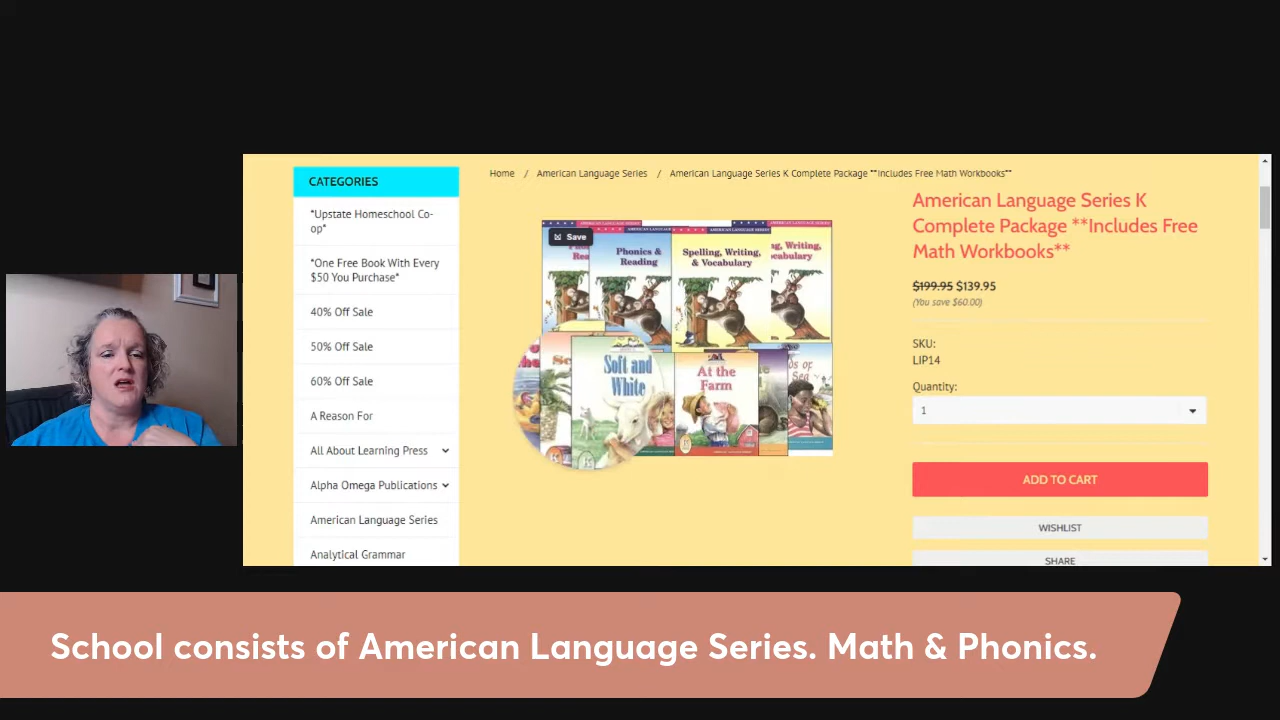 CATEGORIES
*Upstate Homeschool Co-
op*
*One Free Book With Every
$50 You Purchase*
40% Off Sale
50% Off Sale
60% Off Sale
A Reason For
All About Learning Press
Alpha Omega Publications
American Language Series
Analytical Grammar
Home / American Language Series / American Language Series K Complete Package **Includes Free Math Workbooks**
Save
Phonics &
Reading
Spelling, Writing,
& Vocabulary
Soft and
White
At the
Farm
American Language Series K
Complete Package **Includes Free
Math Workbooks**
$199.95 $139.95
(You save $60.00)
SKU:
LIP14
Quantity:
1
ADD TO CART
WISHLIST
SHARE
School consists of American Language Series. Math & Phonics.